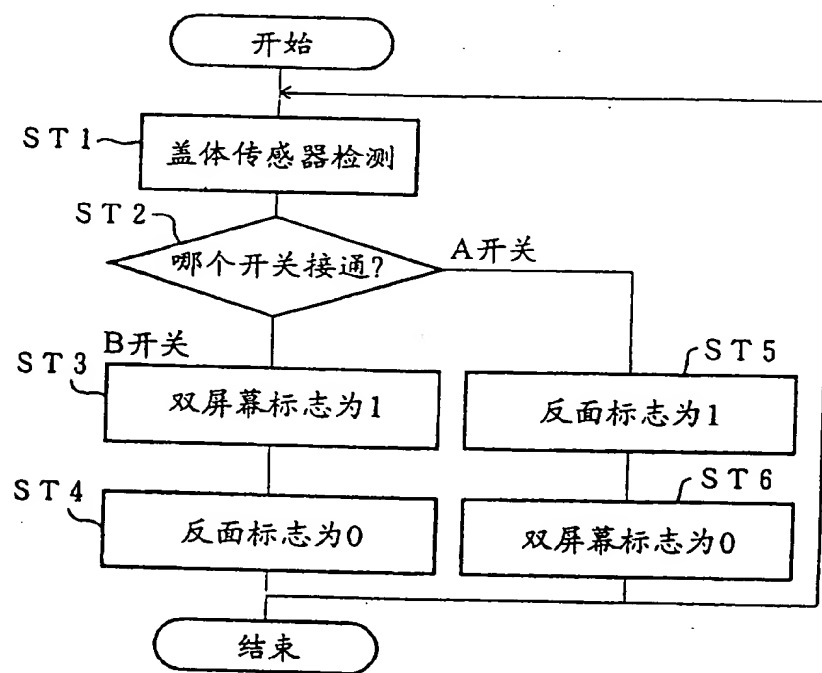 开始
ST1
盖体传感器检测
ST2
哪个开关接通?
A开关
B开关
ST3
双屏幕标志为1
ST5
反面标志为1
ST4
反面标志为0
ST6
双屏幕标志为0
结束